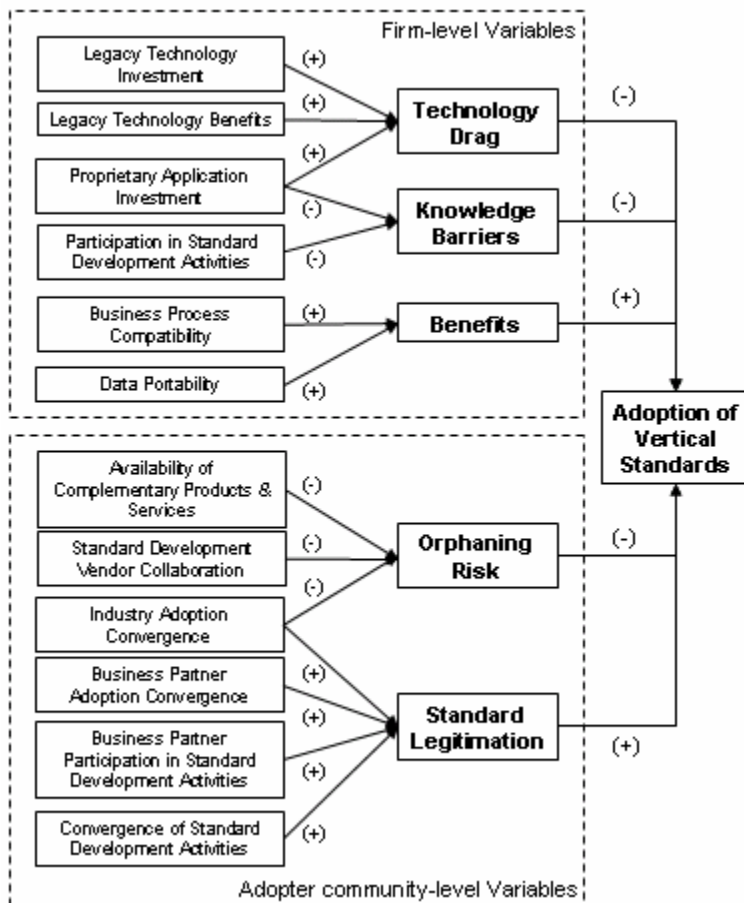 Firm-level Variables
Legacy Technology
Investment
(+)
Legacy Technology Benefits
(+)
Proprietary Application
Investment
(+)
(-)
Participation in Standard
Development Activities
(-)
Business Process
Compatibility
(+)
Data Portability
(+)
Technology
Drag
(-)
Knowledge
Barriers
(-)
Benefits
(+)
Adoption of
Vertical
Standards
Availability of
Complementary Products &
Services
(-)
Standard Development
Vendor Collaboration
(-)
Industry Adoption
Convergence
(-)
(+)
Business Partner
Adoption Convergence
(+)
Business Partner
Participation in Standard
Development Activities
(+)
Convergence of Standard
Development Activities
(+)
Orphaning
Risk
(-)
Standard
Legitimation
(+)
Adopter community-level Variables